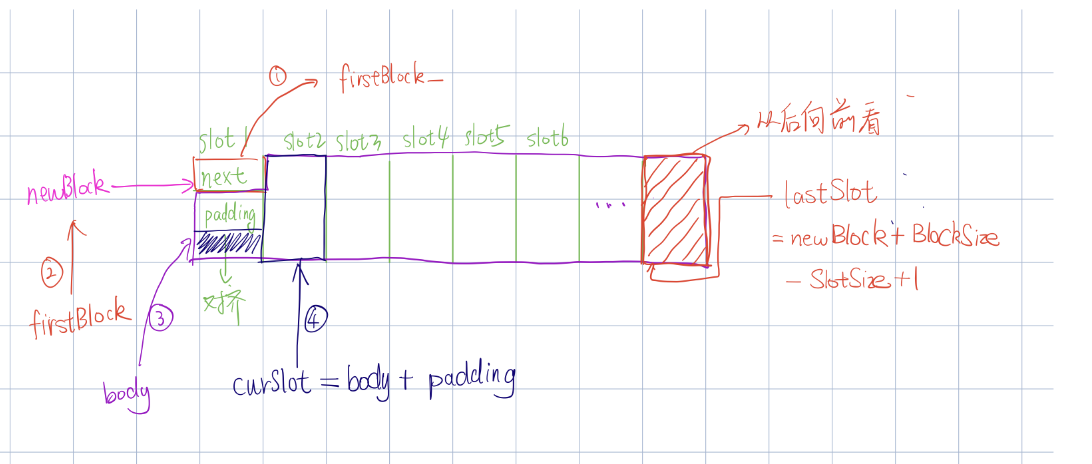 ① firstBlock_
从后向前看
slot1 slot2 slot3 slot4 slot5 slot6
next
newBlock
padding
...
lastSlot
= newBlock + BlockSize
- SlotSize + 1
②
对齐
firstBlock
③
④
body
curSlot = body + padding